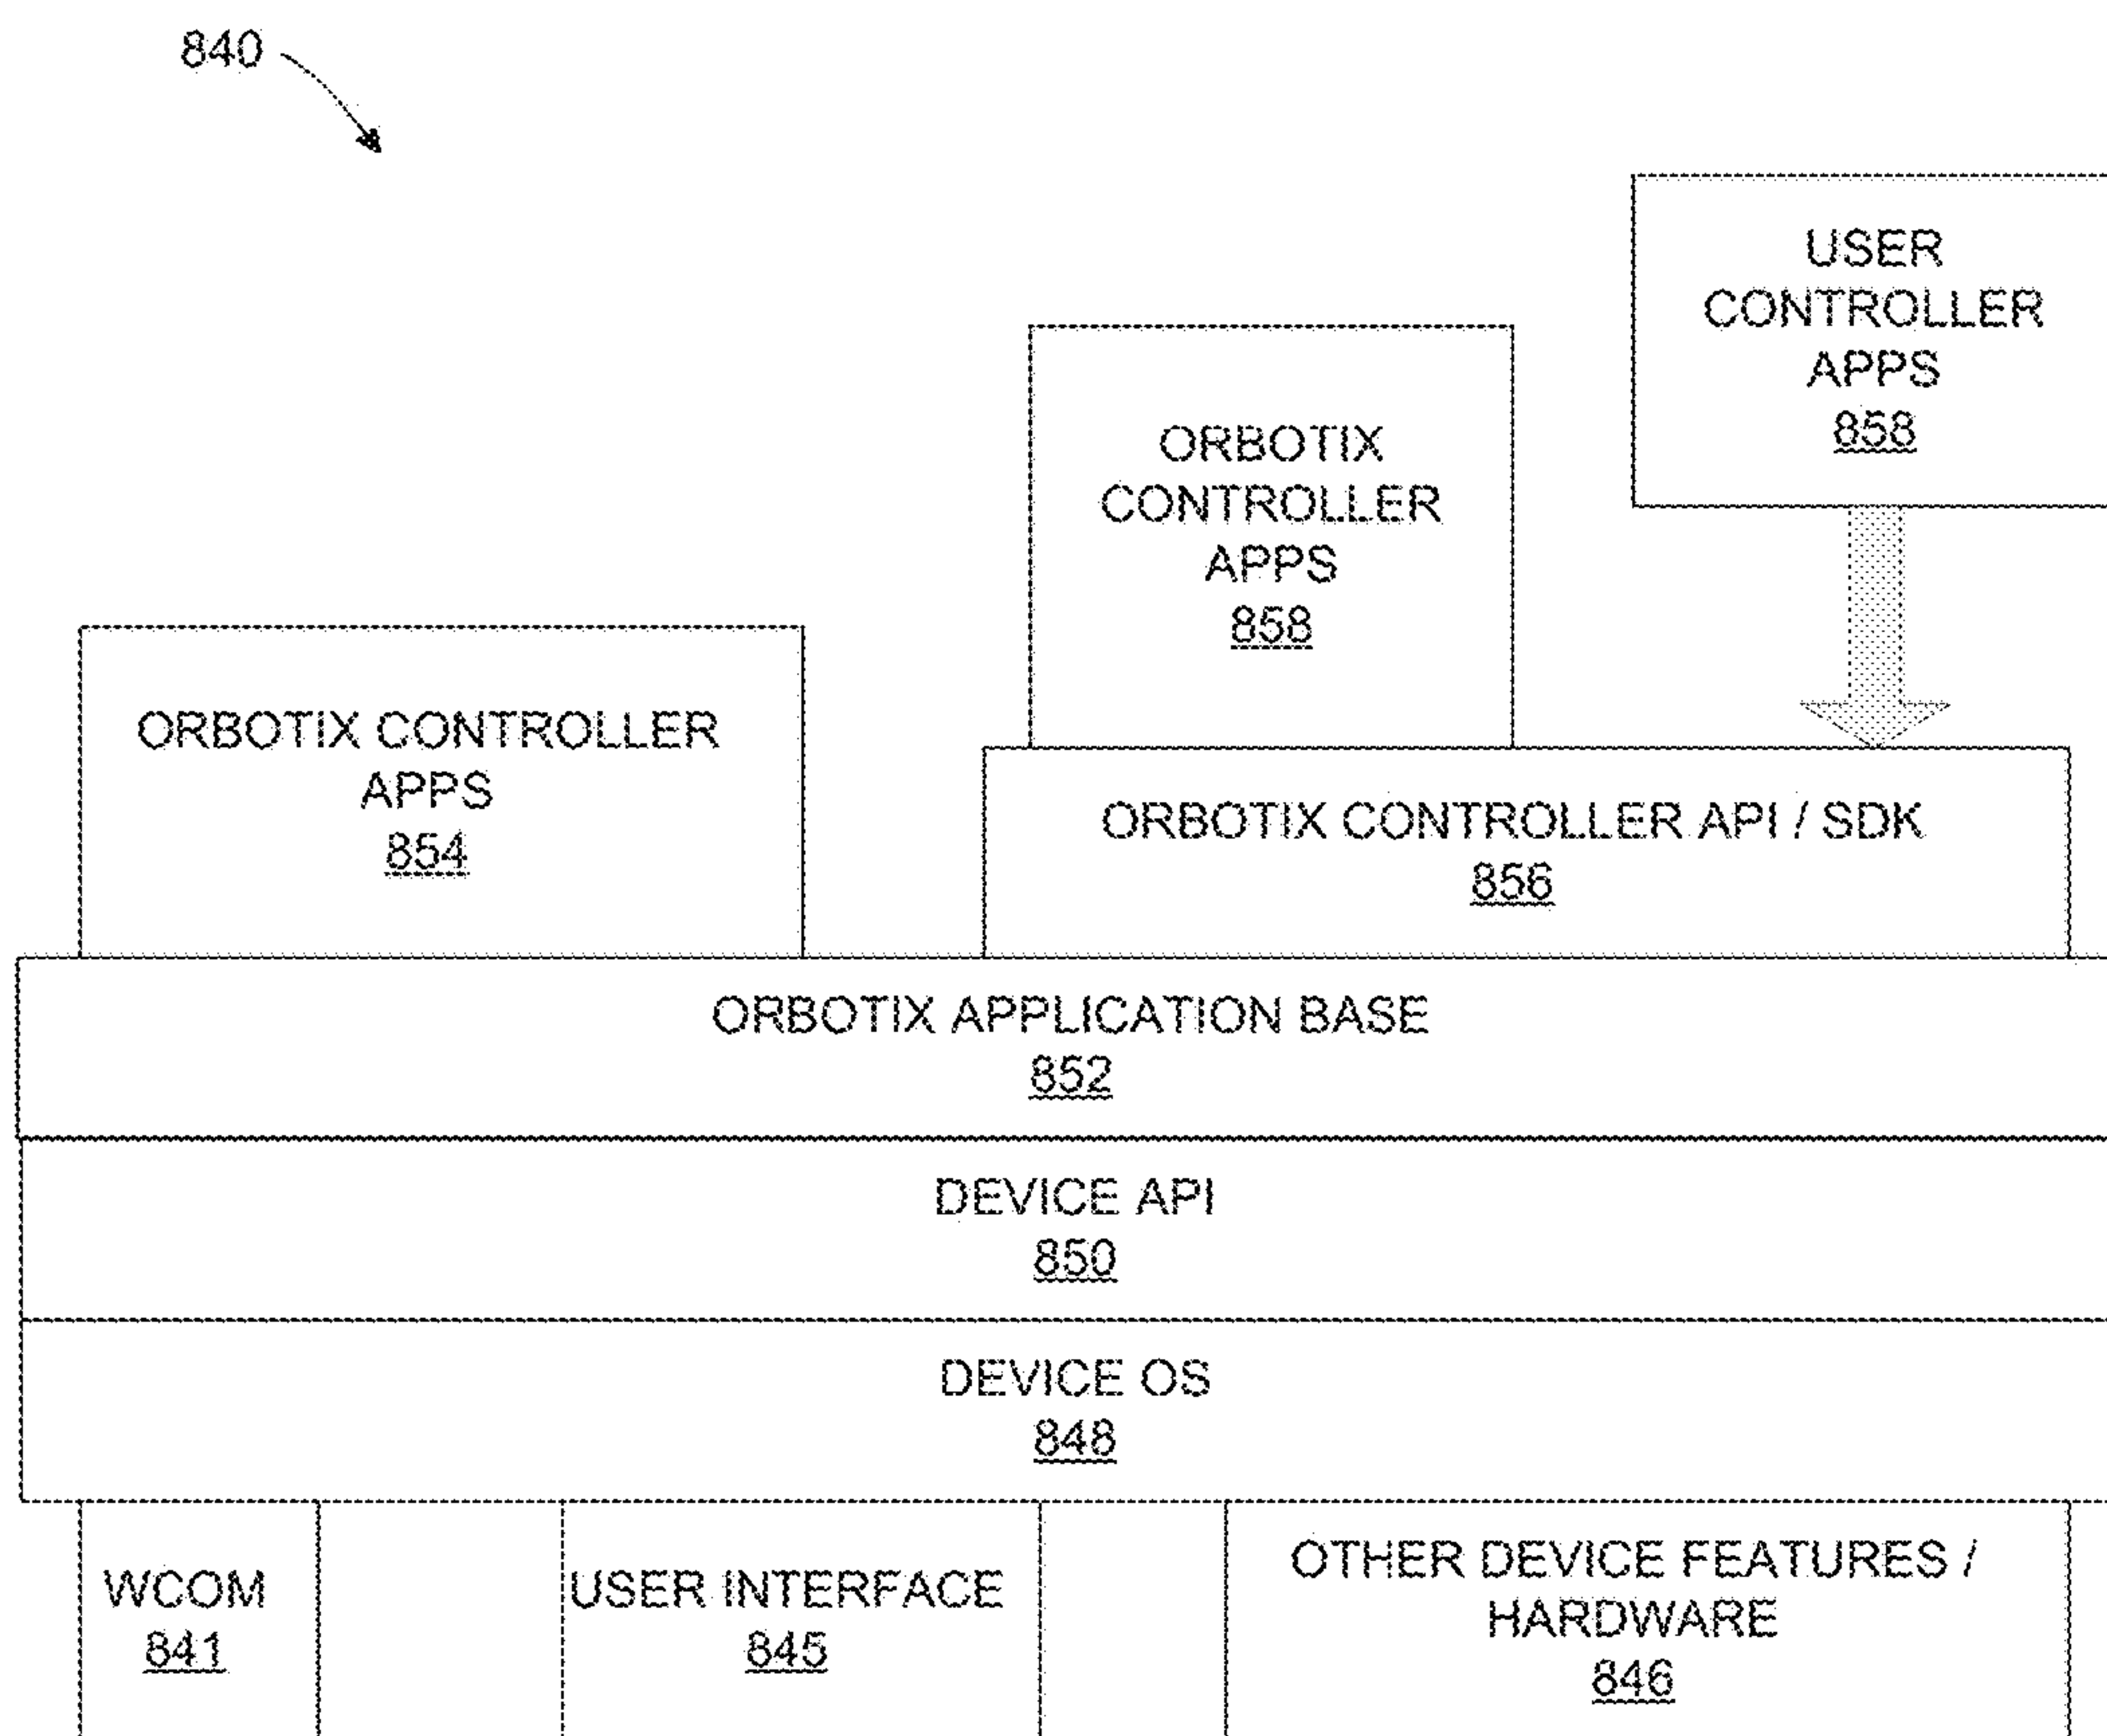 840
USER
CONTROLLER
APPS
858
ORBOTIX
CONTROLLER
APPS
858
ORBOTIX CONTROLLER
APPS
854
ORBOTIX CONTROLLER API / SDK
856
ORBOTIX APPLICATION BASE
852
DEVICE API
850
DEVICE OS
848
WCOM
841
USER INTERFACE
845
OTHER DEVICE FEATURES /
HARDWARE
846